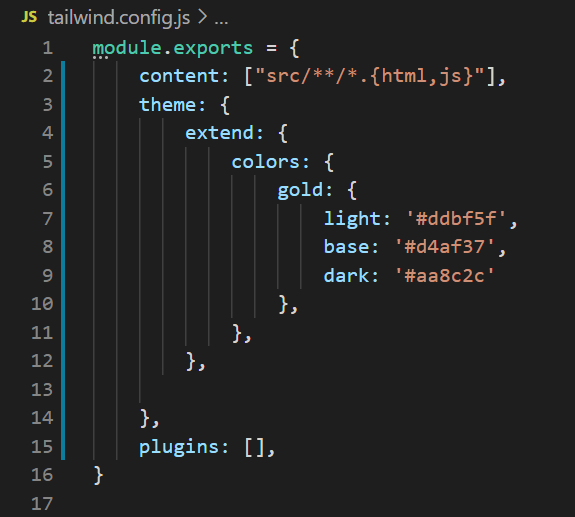 JS tailwind.config.js > ...
1 module.exports = {
2     content: ["src/**/*.{html,js}"],
3     theme: {
4         extend: {
5             colors: {
6                 gold: {
7                     light: '#ddbf5f',
8                     base: '#d4af37',
9                     dark: '#aa8c2c'
10                 },
11             },
12         },
13
14     },
15     plugins: [],
16 }
17